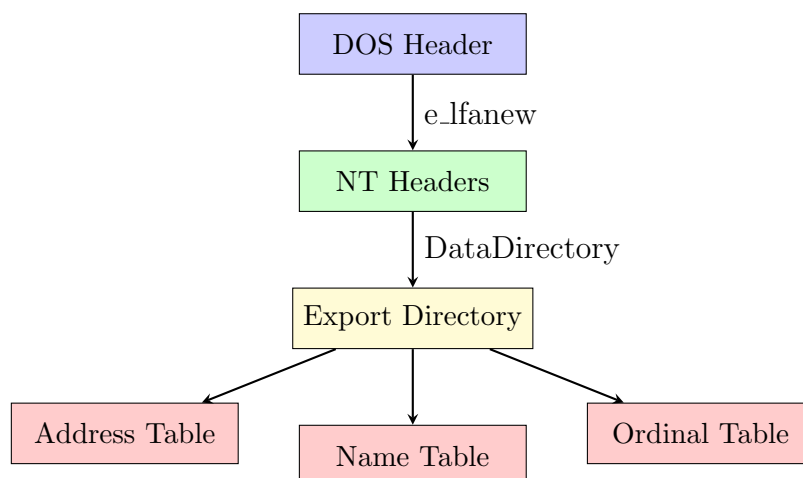 DOS Header
e_lfanew
NT Headers
DataDirectory
Export Directory
Address Table
Name Table
Ordinal Table